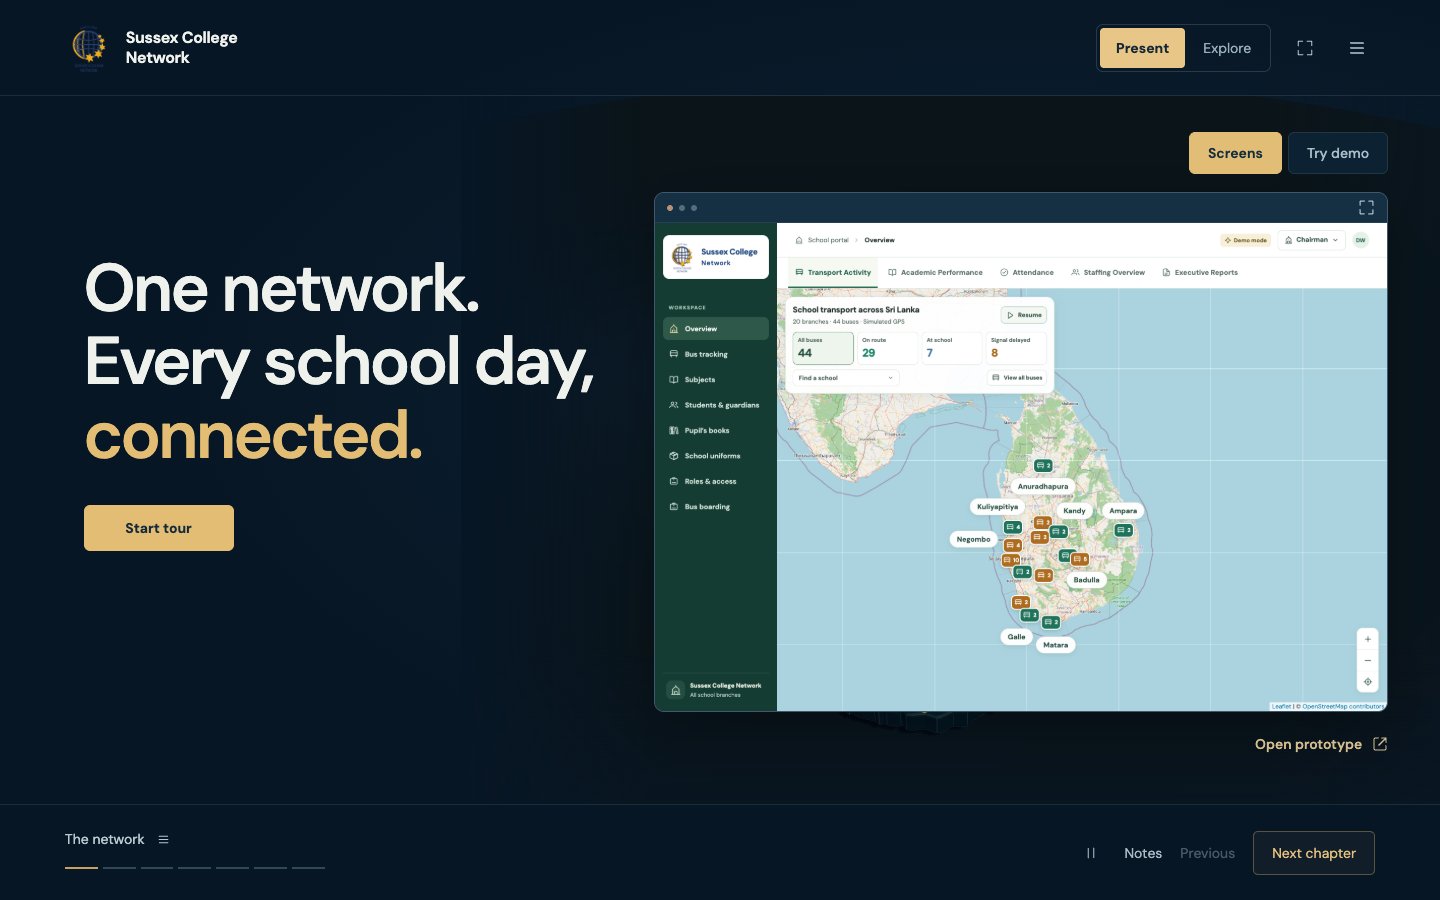 Sussex College
Network
Present
Explore
Screens
Try demo
One network.
Every school day,
connected.
Start tour
Sussex College
Network
WORKSPACE
Overview
Bus tracking
Subjects
Students & guardians
Pupil's books
School uniforms
Roles & access
Bus boarding
Sussex College Network
All school branches
School portal › Overview
Demo mode
Chairman
DW
Transport Activity
Academic Performance
Attendance
Staffing Overview
Executive Reports
School transport across Sri Lanka
20 branches · 44 buses · Simulated GPS
Resume
All buses
44
On route
29
At school
7
Signal delayed
8
Find a school
View all buses
Anuradhapura
Kuliyapitiya
Kandy
Ampara
Negombo
Badulla
Galle
Matara
+
−
Leaflet | © OpenStreetMap contributors
Open prototype
The network
Notes
Previous
Next chapter